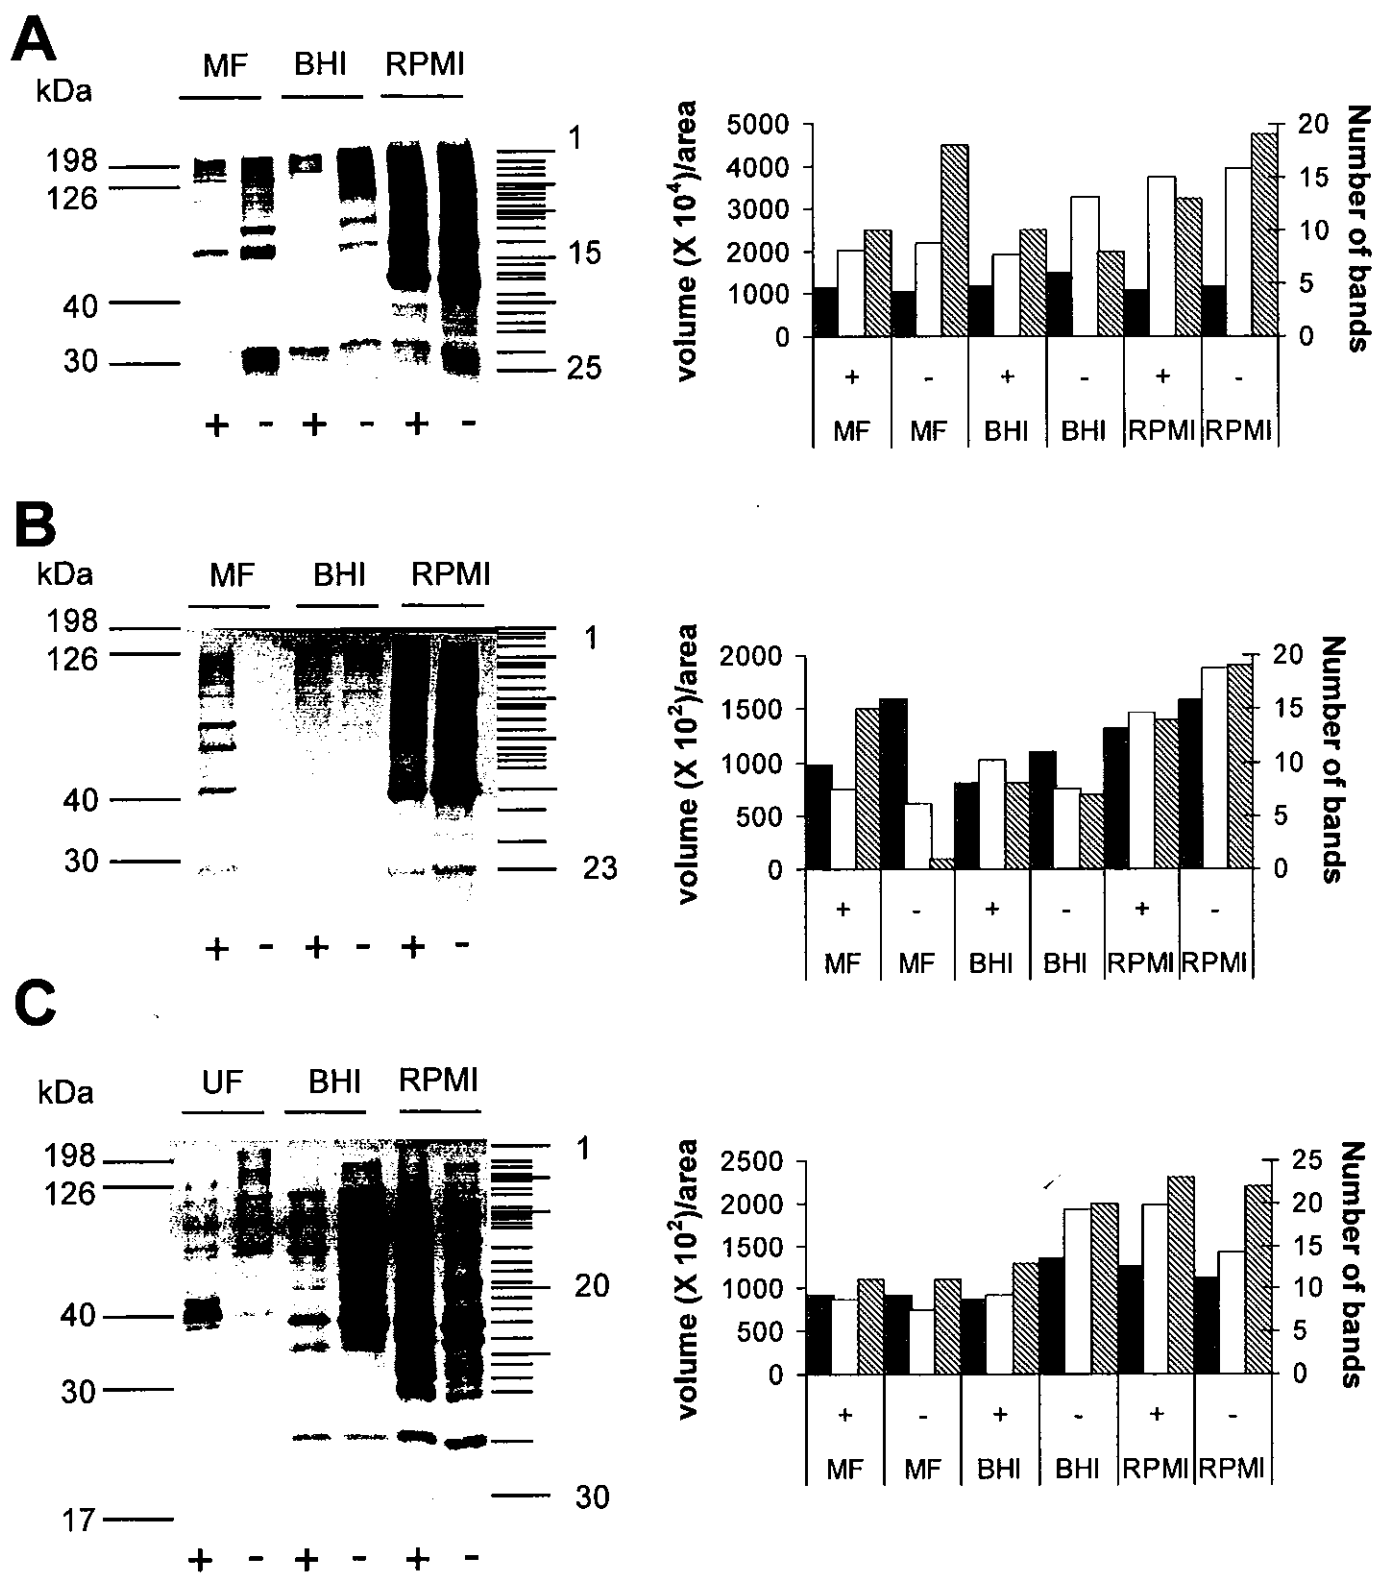 A
MF BHI RPMI
kDa
198
126
40
30
1
15
25
+ - + - + -
volume (X 10⁴)/area
5000
4000
3000
2000
1000
0
20
15
10
5
0
Number of bands
+ - + - + -
MF MF BHI BHI RPMI RPMI
B
kDa
MF BHI RPMI
198
126
40
30
1
23
+ - + - + -
volume (X 10²)/area
2000
1500
1000
500
0
20
15
10
5
0
Number of bands
+ - + - + -
MF MF BHI BHI RPMI RPMI
C
kDa
UF BHI RPMI
198
126
40
30
17
1
20
30
+ - + - + -
volume (X 10²)/area
2500
2000
1500
1000
500
0
25
20
15
10
5
0
Number of bands
+ - + - + -
MF MF BHI BHI RPMI RPMI